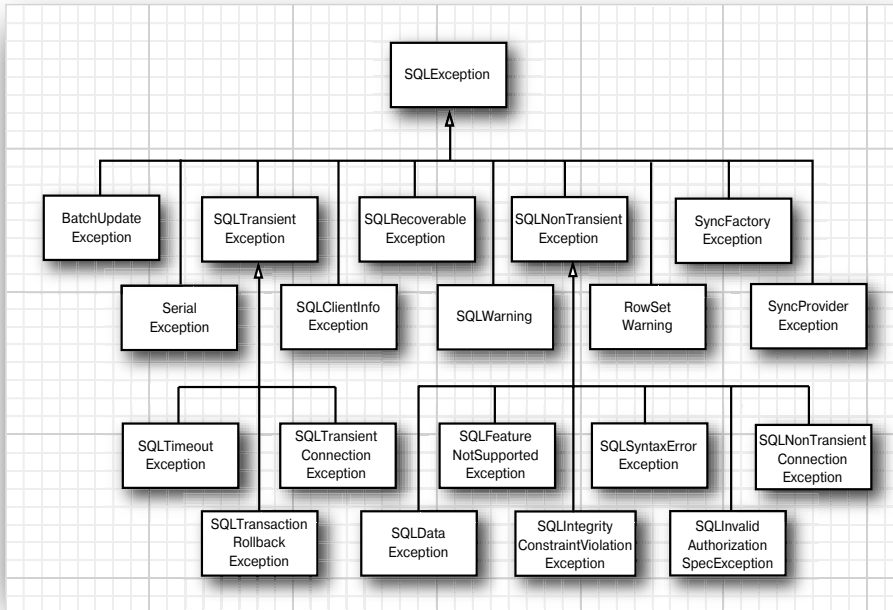 SQLException
BatchUpdate
Exception
SQLTransient
Exception
SQLRecoverable
Exception
SQLNonTransient
Exception
SyncFactory
Exception
Serial
Exception
SQLClientInfo
Exception
SQLWarning
RowSet
Warning
SyncProvider
Exception
SQLTimeout
Exception
SQLTransient
Connection
Exception
SQLFeature
NotSupported
Exception
SQLSyntaxError
Exception
SQLNonTransient
Connection
Exception
SQLTransaction
Rollback
Exception
SQLData
Exception
SQLIntegrity
ConstraintViolation
Exception
SQLInvalid
Authorization
SpecException